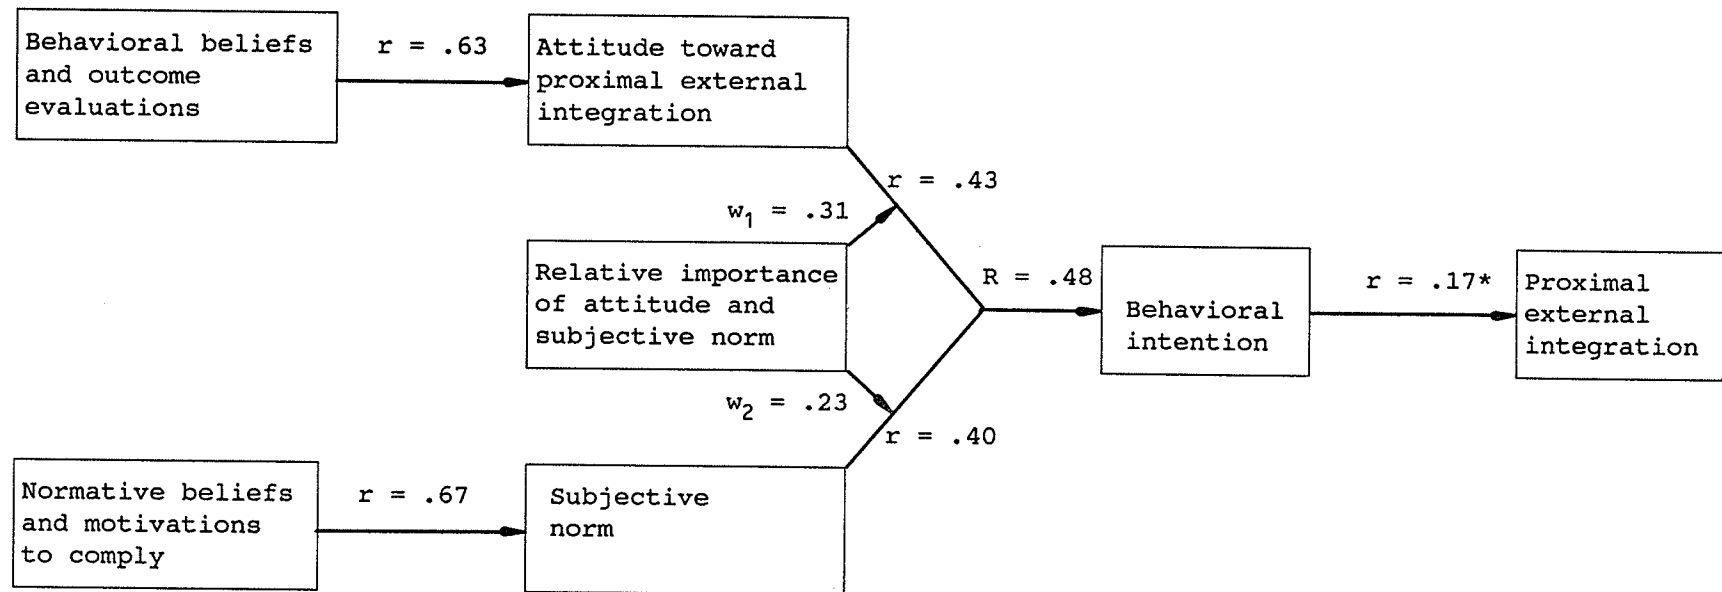 Behavioral beliefs
and outcome
evaluations
r = .63
Attitude toward
proximal external
integration
r = .43
w₁ = .31
Relative importance
of attitude and
subjective norm
R = .48
Behavioral
intention
r = .17*
Proximal
external
integration
w₂ = .23
r = .40
Normative beliefs
and motivations
to comply
r = .67
Subjective
norm